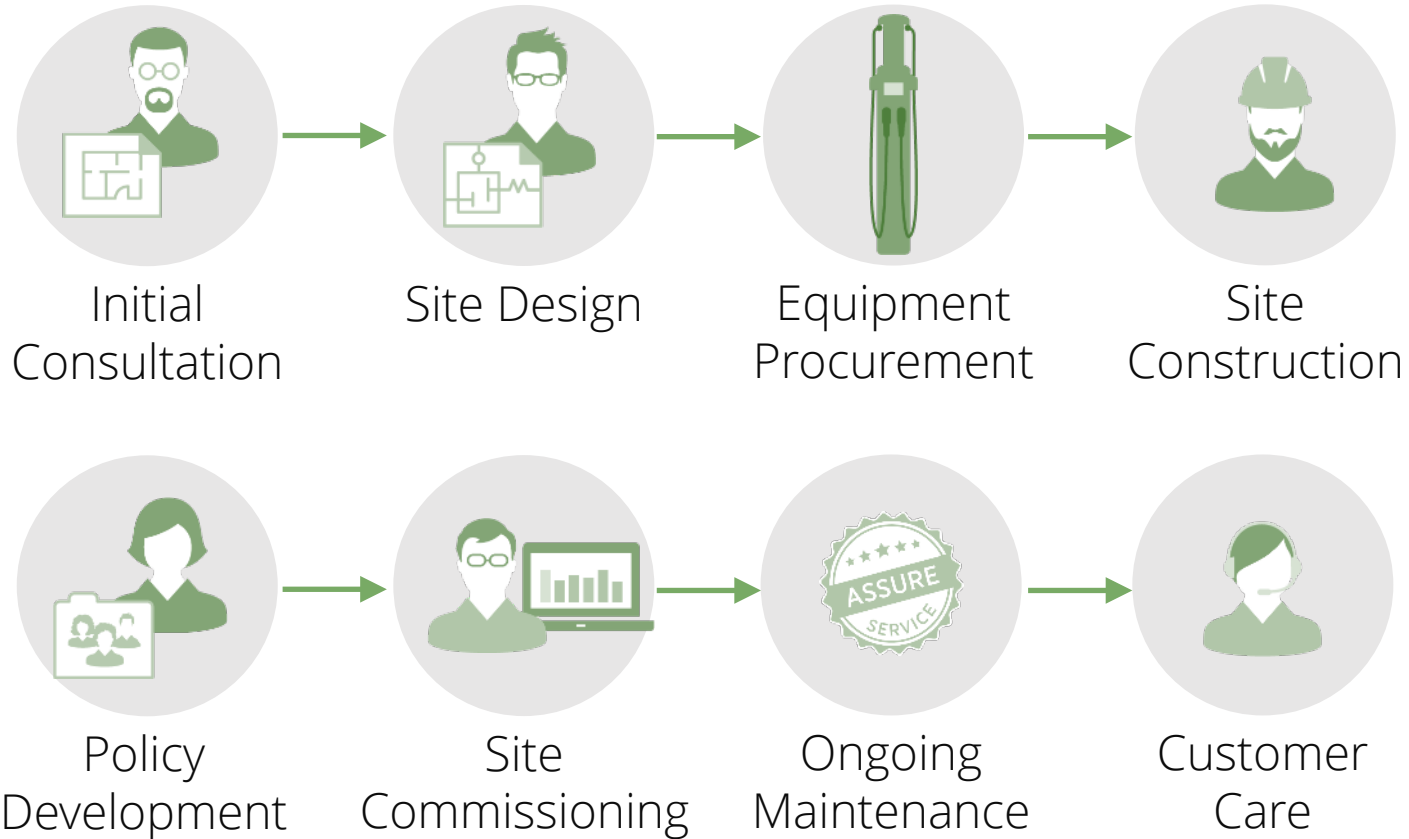 Initial
Consultation
Site Design
Equipment
Procurement
Site
Construction
Policy
Development
Site
Commissioning
ASSURE
SERVICE
Ongoing
Maintenance
Customer
Care